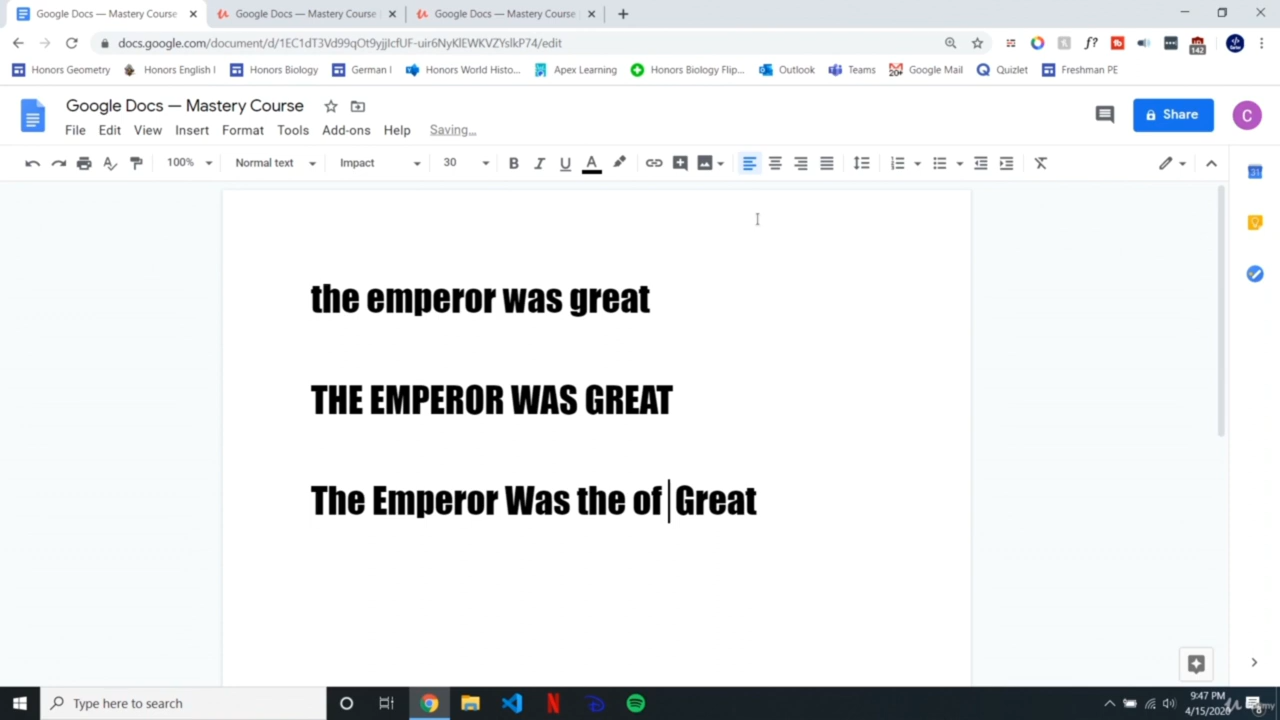 Google Docs — Mastery Course
Google Docs - Mastery Course
Google Docs - Mastery Course
docs.google.com/document/d/1EC1dT3Vd99qOt9yjJIcfUF-uir6NyKlEWKVZYslkP74/edit
f?
142
Honors Geometry
Honors English I
Honors Biology
German I
Honors World Histo...
Apex Learning
Honors Biology Flip...
Outlook
Teams
Google Mail
Quizlet
Freshman PE
Google Docs — Mastery Course
Share
C
File Edit View Insert Format Tools Add-ons Help Saving...
100% Normal text Impact 30 B I U A
31
the emperor was great
THE EMPEROR WAS GREAT
The Emperor Was the of Great
Type here to search
9:47 PM
4/15/2020
8